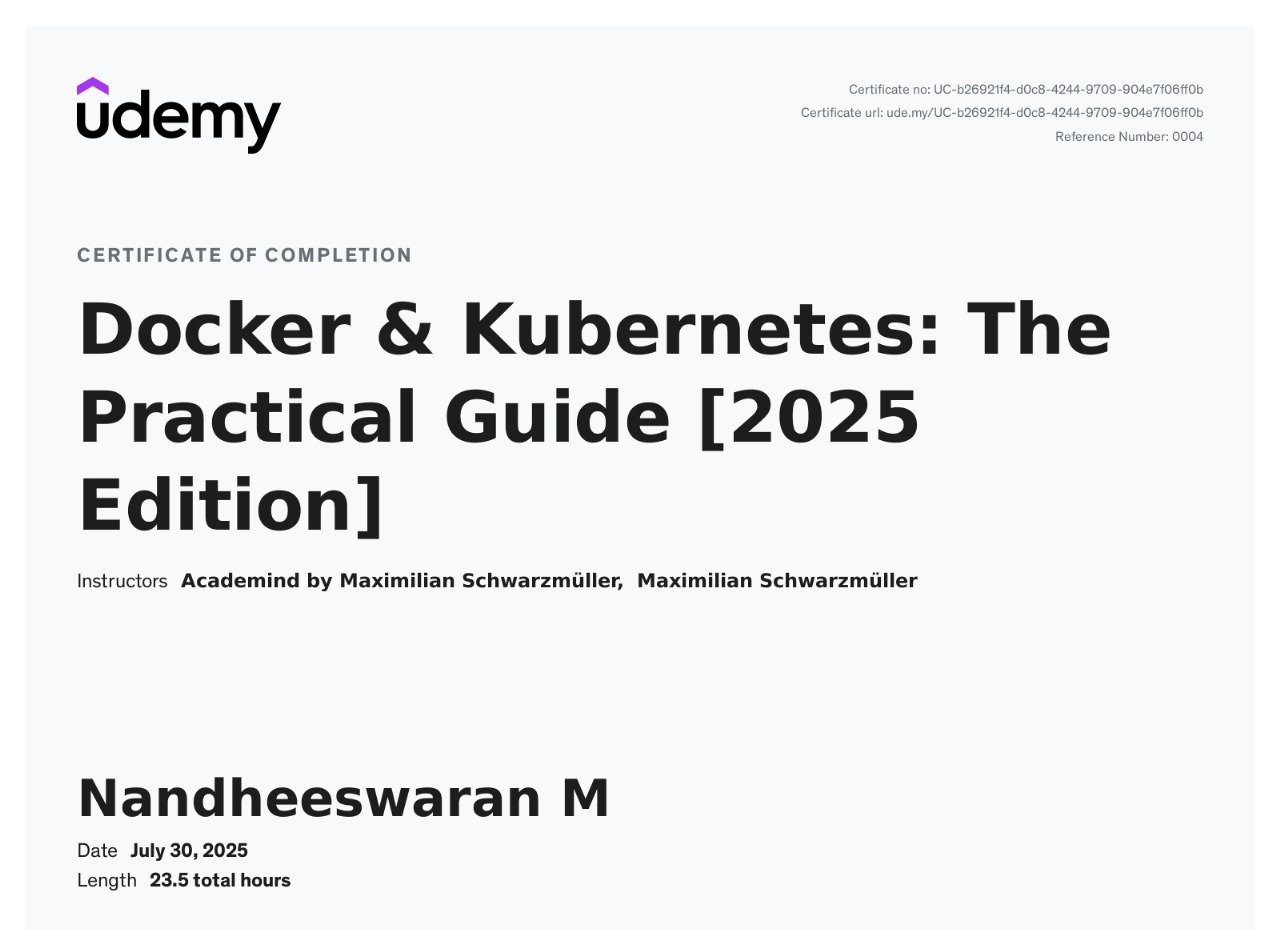 udemy
Certificate no: UC-b26921f4-d0c8-4244-9709-904e7f06ff0b
Certificate url: ude.my/UC-b26921f4-d0c8-4244-9709-904e7f06ff0b
Reference Number: 0004
CERTIFICATE OF COMPLETION
Docker & Kubernetes: The
Practical Guide [2025
Edition]
Instructors Academind by Maximilian Schwarzmüller, Maximilian Schwarzmüller
Nandheeswaran M
Date July 30, 2025
Length 23.5 total hours